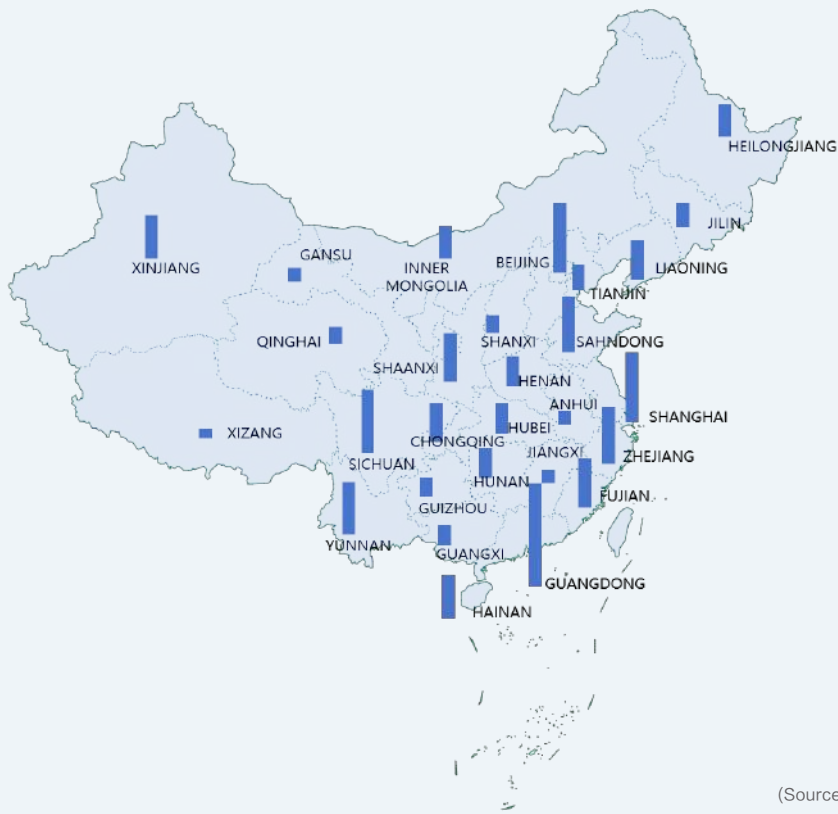 HEILONGJIANG
JILIN
XINJIANG
GANSU
INNER
MONGOLIA
BEIJING
LIAONING
TIANJIN
QINGHAI
SHANXI
SAHNDONG
SHAANXI
HENAN
ANHUI
SHANGHAI
XIZANG
CHONGQING
HUBEI
JIANGXI
ZHEJIANG
SICHUAN
HUNAN
FUJIAN
GUIZHOU
YUNNAN
GUANGXI
GUANGDONG
HAINAN
(Source